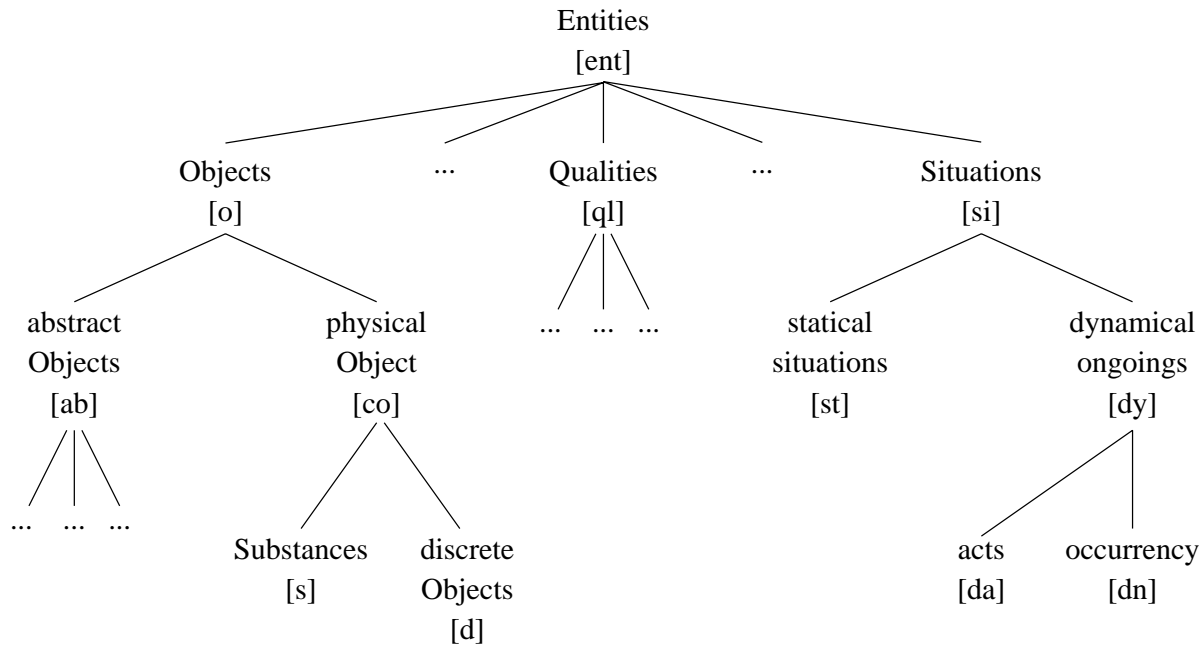 Entities
[ent]
Objects ... Qualities ... Situations
[o] [ql] [si]
abstract physical ... ... ... statical dynamical
Objects Object situations ongoings
[ab] [co] [st] [dy]
... ... ...
Substances discrete acts occurrency
[s] Objects [da] [dn]
[d]